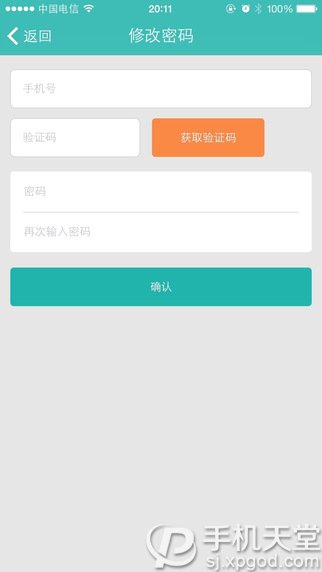 中国电信 20:11 100%
返回 修改密码
手机号
验证码 获取验证码
密码
再次输入密码
确认
手机天堂
sj.xpgod.com